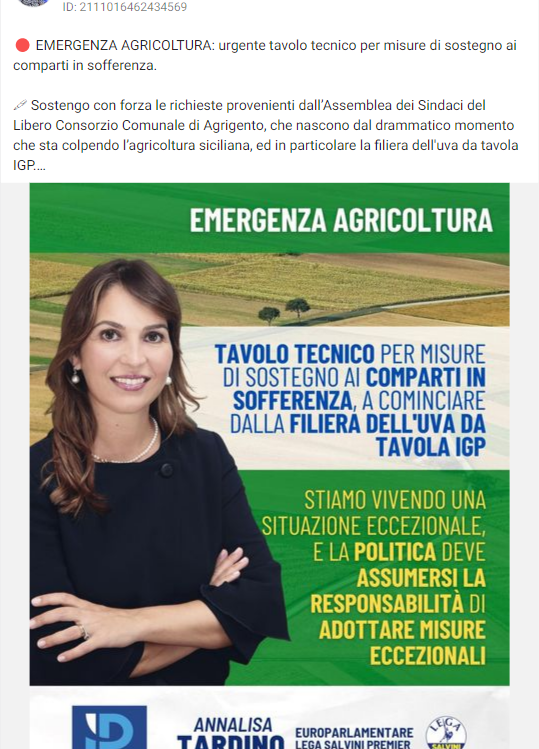 ID: 2111016462434569
🔴 EMERGENZA AGRICOLTURA: urgente tavolo tecnico per misure di sostegno ai
comparti in sofferenza.
🖊 Sostengo con forza le richieste provenienti dall'Assemblea dei Sindaci del
Libero Consorzio Comunale di Agrigento, che nascono dal drammatico momento
che sta colpendo l'agricoltura siciliana, ed in particolare la filiera dell'uva da tavola
IGP.…
EMERGENZA AGRICOLTURA
TAVOLO TECNICO PER MISURE
DI SOSTEGNO AI COMPARTI IN
SOFFERENZA, A COMINCIARE
DALLA FILIERA DELL'UVA DA
TAVOLA IGP
STIAMO VIVENDO UNA
SITUAZIONE ECCEZIONALE,
E LA POLITICA DEVE
ASSUMERSI LA
RESPONSABILITÀ DI
ADOTTARE MISURE
ECCEZIONALI
ANNALISA
TARDINO
EUROPARLAMENTARE
LEGA SALVINI PREMIER
LEGA
SALVINI